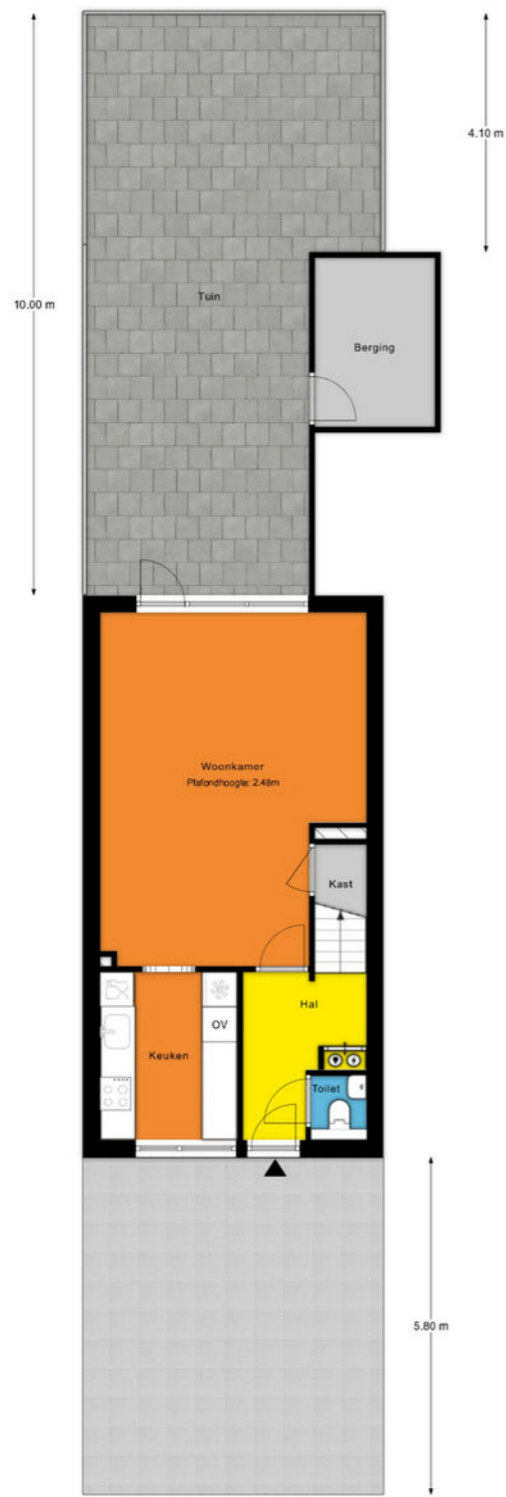 4.10 m
Tuin
10.00 m
Berging
Woonkamer
Plafondhoogte: 2.48m
Kast
Hal
OV
Keuken
Toilet
5.80 m